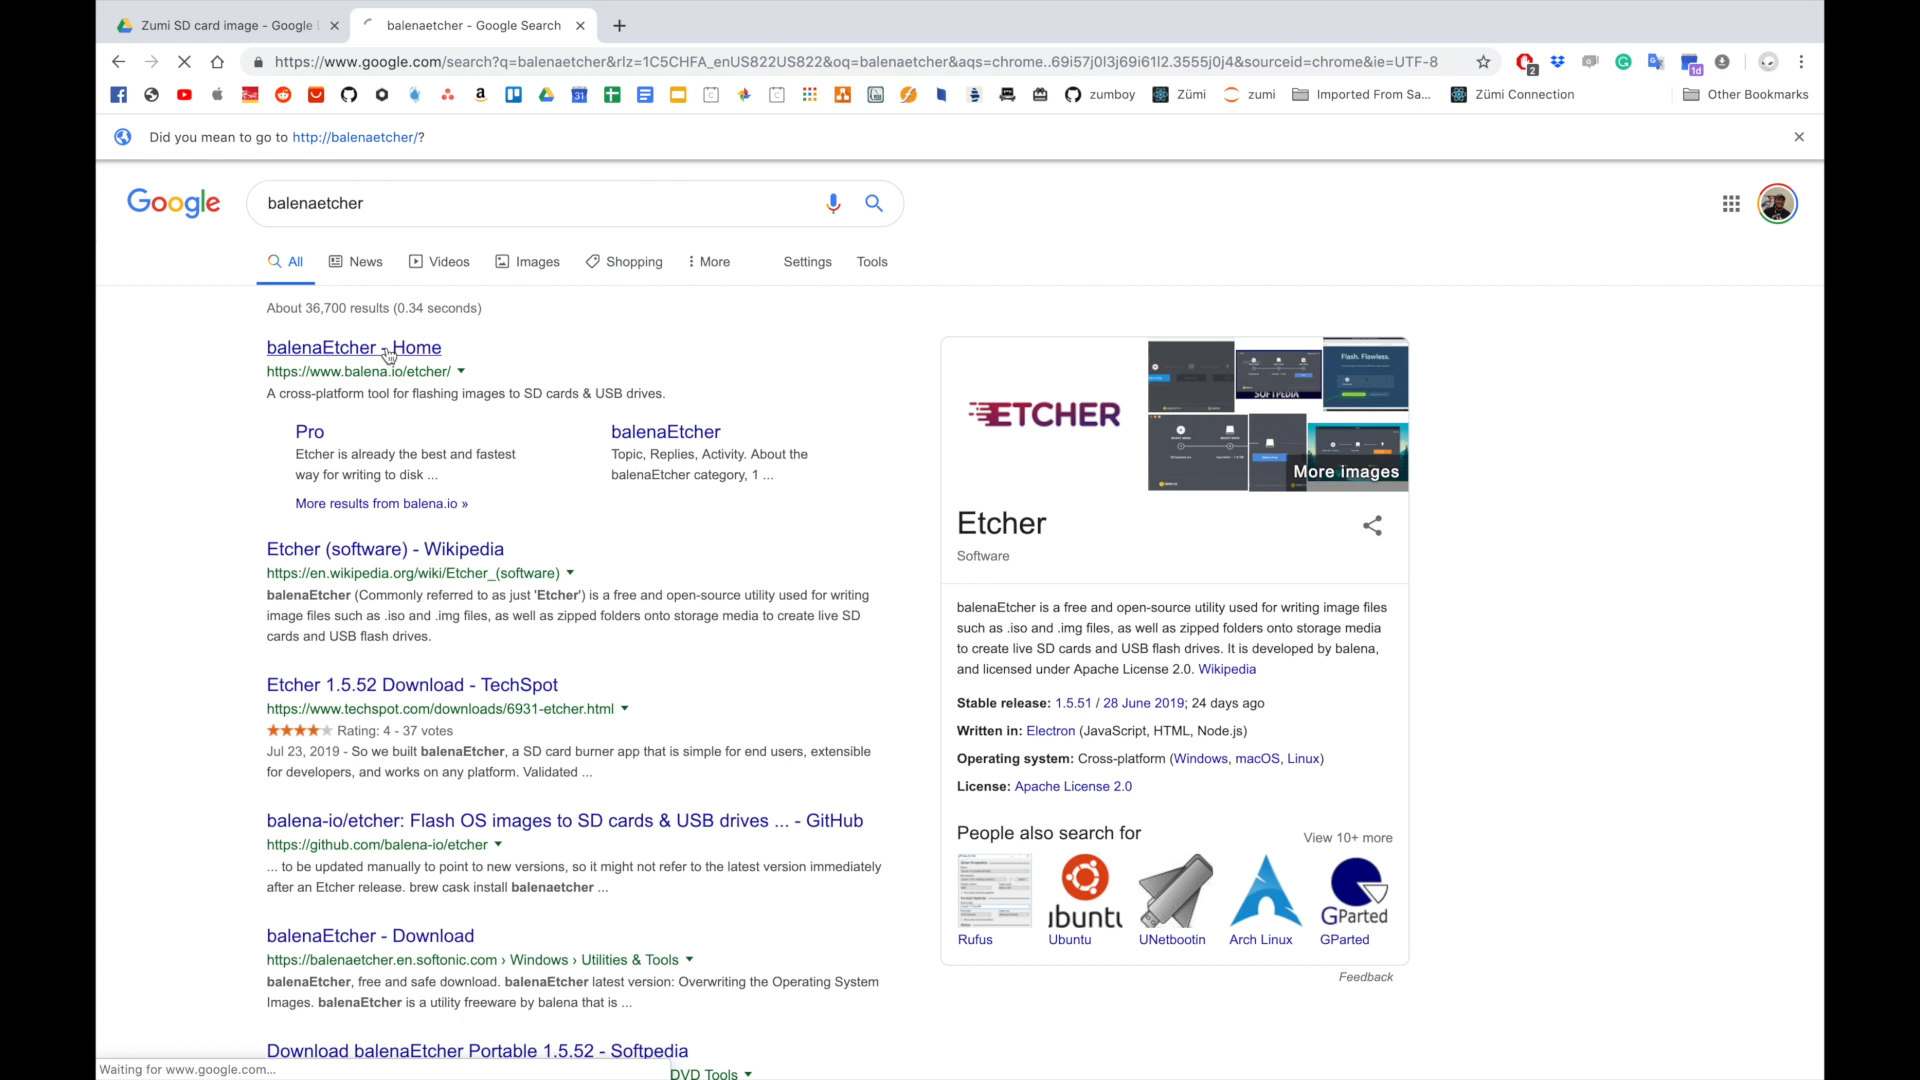 Zumi SD card image - Google
balenaetcher - Google Search
https://www.google.com/search?q=balenaetcher&rlz=1C5CHFA_enUS822US822&oq=balenaetcher&aqs=chrome..69i57j0l3j69i61l2.3555j0j4&sourceid=chrome&ie=UTF-8
2
1d
31
zumboy
Zümi
zumi
Imported From Sa...
Zümi Connection
Other Bookmarks
Did you mean to go to http://balenaetcher/?
Google
balenaetcher
All
News
Videos
Images
Shopping
More
Settings
Tools
About 36,700 results (0.34 seconds)
balenaEtcher - Home
https://www.balena.io/etcher/
A cross-platform tool for flashing images to SD cards & USB drives.
Pro
Etcher is already the best and fastest
way for writing to disk ...
balenaEtcher
Topic, Replies, Activity. About the
balenaEtcher category, 1 ...
More results from balena.io »
Etcher (software) - Wikipedia
https://en.wikipedia.org/wiki/Etcher_(software)
balenaEtcher (Commonly referred to as just 'Etcher') is a free and open-source utility used for writing
image files such as .iso and .img files, as well as zipped folders onto storage media to create live SD
cards and USB flash drives.
Etcher 1.5.52 Download - TechSpot
https://www.techspot.com/downloads/6931-etcher.html
Rating: 4 - 37 votes
Jul 23, 2019 - So we built balenaEtcher, a SD card burner app that is simple for end users, extensible
for developers, and works on any platform. Validated ...
balena-io/etcher: Flash OS images to SD cards & USB drives ... - GitHub
https://github.com/balena-io/etcher
... to be updated manually to point to new versions, so it might not refer to the latest version immediately
after an Etcher release. brew cask install balenaetcher ...
balenaEtcher - Download
https://balenaetcher.en.softonic.com › Windows › Utilities & Tools
balenaEtcher, free and safe download. balenaEtcher latest version: Overwriting the Operating System
Images. balenaEtcher is a utility freeware by balena that is ...
Download balenaEtcher Portable 1.5.52 - Softpedia
DVD Tools
Waiting for www.google.com...
ETCHER
SOFTPEDIA
Flash. Flawless.
More images
Etcher
Software
balenaEtcher is a free and open-source utility used for writing image files
such as .iso and .img files, as well as zipped folders onto storage media
to create live SD cards and USB flash drives. It is developed by balena,
and licensed under Apache License 2.0. Wikipedia
Stable release: 1.5.51 / 28 June 2019; 24 days ago
Written in: Electron (JavaScript, HTML, Node.js)
Operating system: Cross-platform (Windows, macOS, Linux)
License: Apache License 2.0
People also search for
View 10+ more
ubuntu
GParted
Rufus
Ubuntu
UNetbootin
Arch Linux
GParted
Feedback